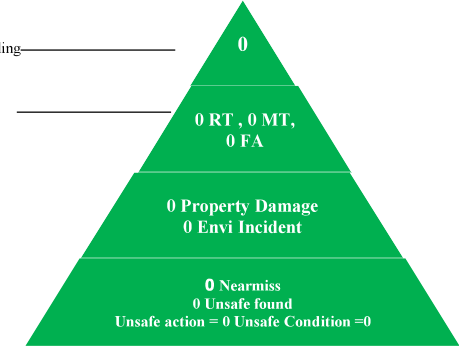 0
0 RT , 0 MT,
0 FA
0 Property Damage
0 Envi Incident
0 Nearmiss
0 Unsafe found
Unsafe action = 0 Unsafe Condition =0